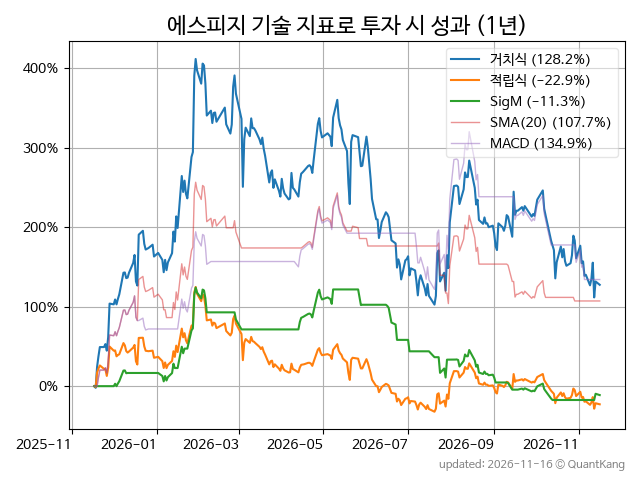 에스피지 기술 지표로 투자 시 성과 (1년)
거치식 (128.2%)
적립식 (−22.9%)
SigM (−11.3%)
SMA(20) (107.7%)
MACD (134.9%)
400%
300%
200%
100%
0%
2025-11
2026-01
2026-03
2026-05
2026-07
2026-09
2026-11
updated: 2026-11-16 © QuantKang